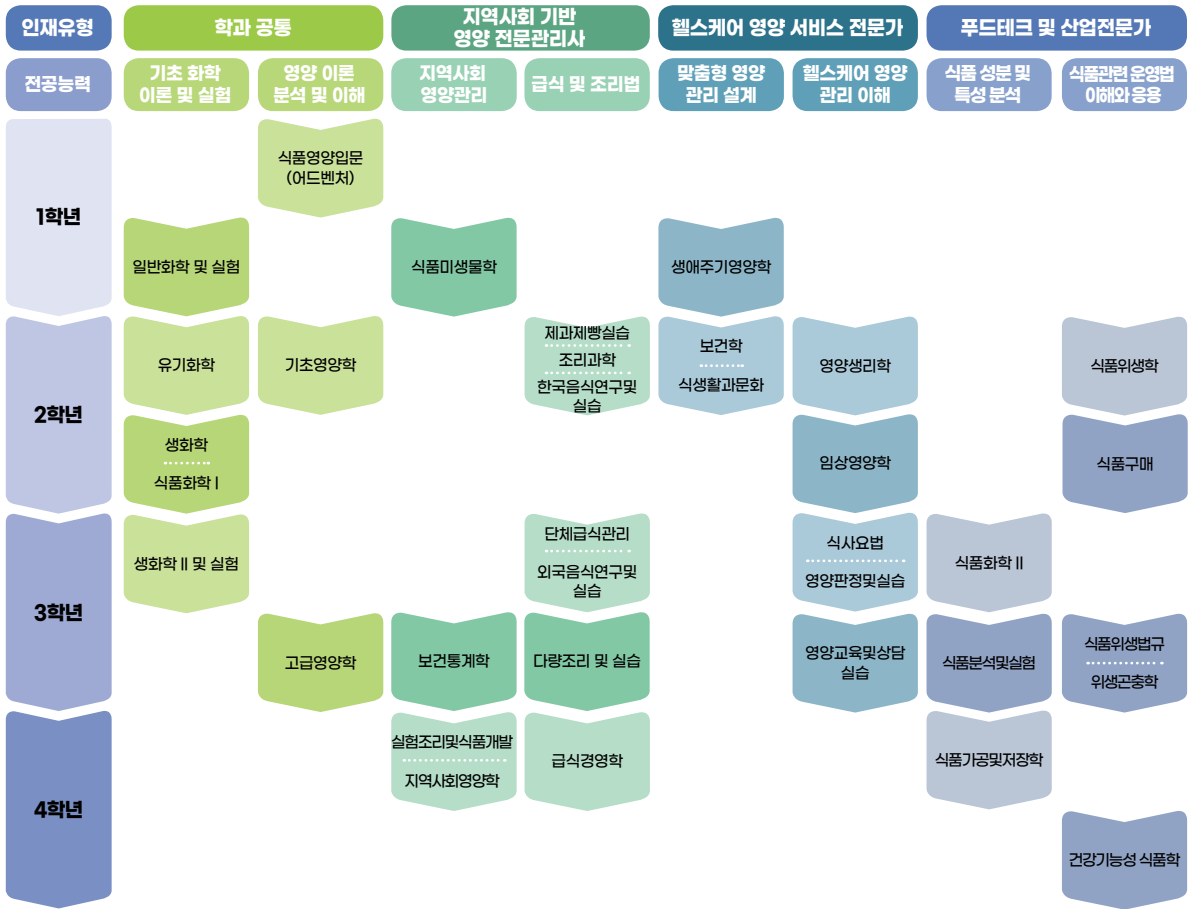 인재유형
학과 공통
지역사회 기반
영양 전문관리사
헬스케어 영양 서비스 전문가
푸드테크 및 산업전문가
전공능력
기초 화학
이론 및 실험
영양 이론
분석 및 이해
지역사회
영양관리
급식 및 조리법
맞춤형 영양
관리 설계
헬스케어 영양
관리 이해
식품 성분 및
특성 분석
식품관련 운영법
이해와 응용
1학년
식품영양입문
(어드벤처)
일반화학 및 실험
식품미생물학
생애주기영양학
2학년
유기화학
기초영양학
제과제빵실습
조리과학
한국음식연구및
실습
보건학
식생활과문화
영양생리학
식품위생학
생화학
식품화학 I
임상영양학
식품구매
3학년
생화학 II 및 실험
단체급식관리
외국음식연구및
실습
식사요법
영양판정및실습
식품화학 II
고급영양학
보건통계학
다량조리 및 실습
영양교육및상담
실습
식품분석및실험
식품위생법규
위생곤충학
4학년
실험조리및식품개발
지역사회영양학
급식경영학
식품가공및저장학
건강기능성 식품학